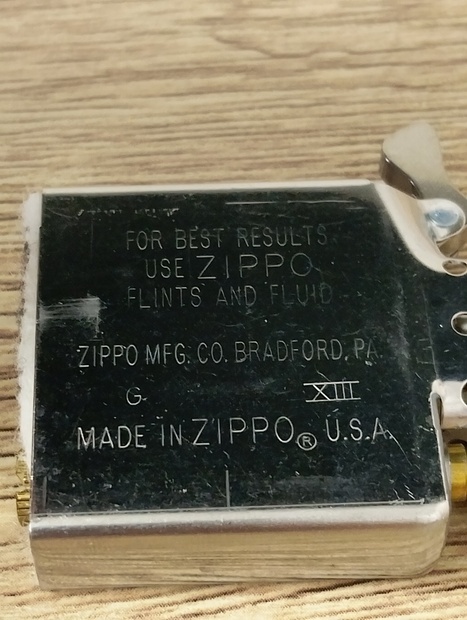 FOR BEST RESULTS
USE ZIPPO
FLINTS AND FLUID
ZIPPO MFG. CO. BRADFORD, PA
G XIII
MADE IN ZIPPO® U.S.A.